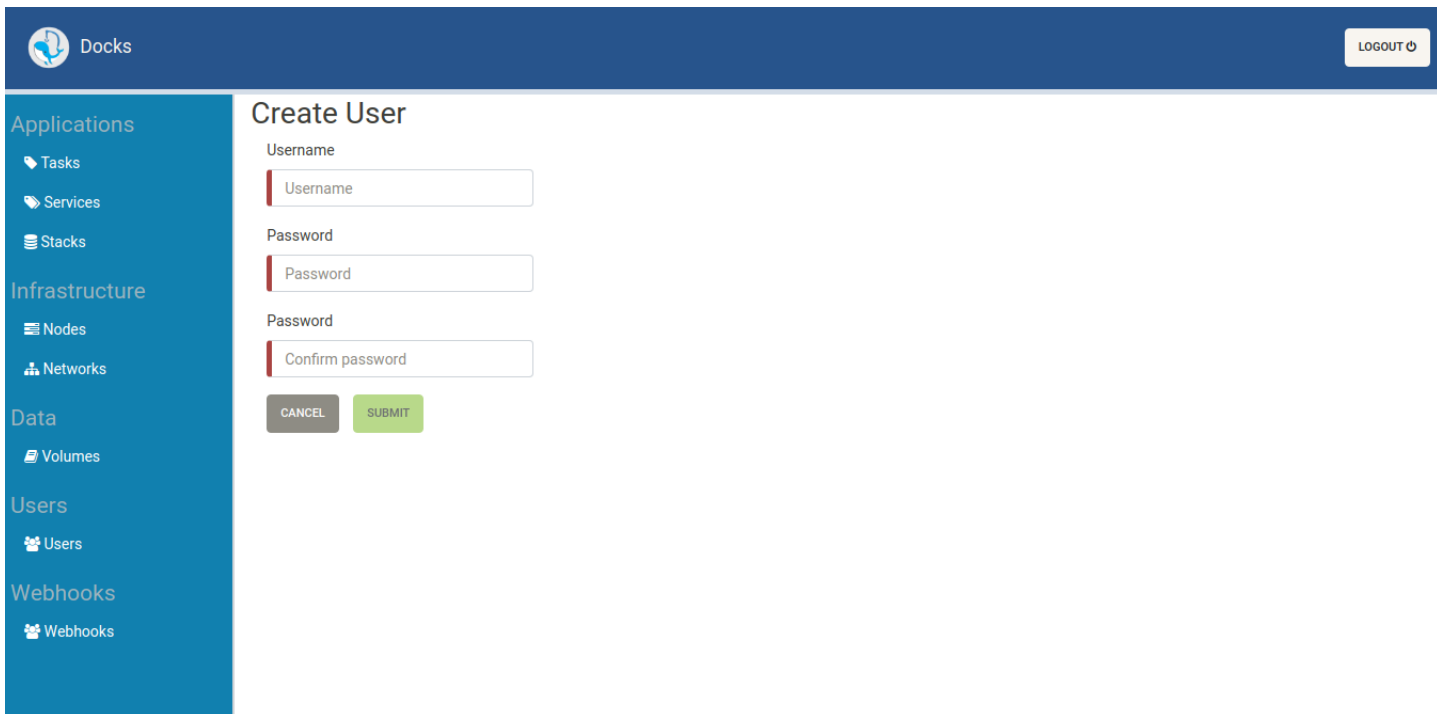 Docks
LOGOUT
Applications
Tasks
Services
Stacks
Infrastructure
Nodes
Networks
Data
Volumes
Users
Users
Webhooks
Webhooks
Create User
Username
Username
Password
Password
Password
Confirm password
CANCEL SUBMIT